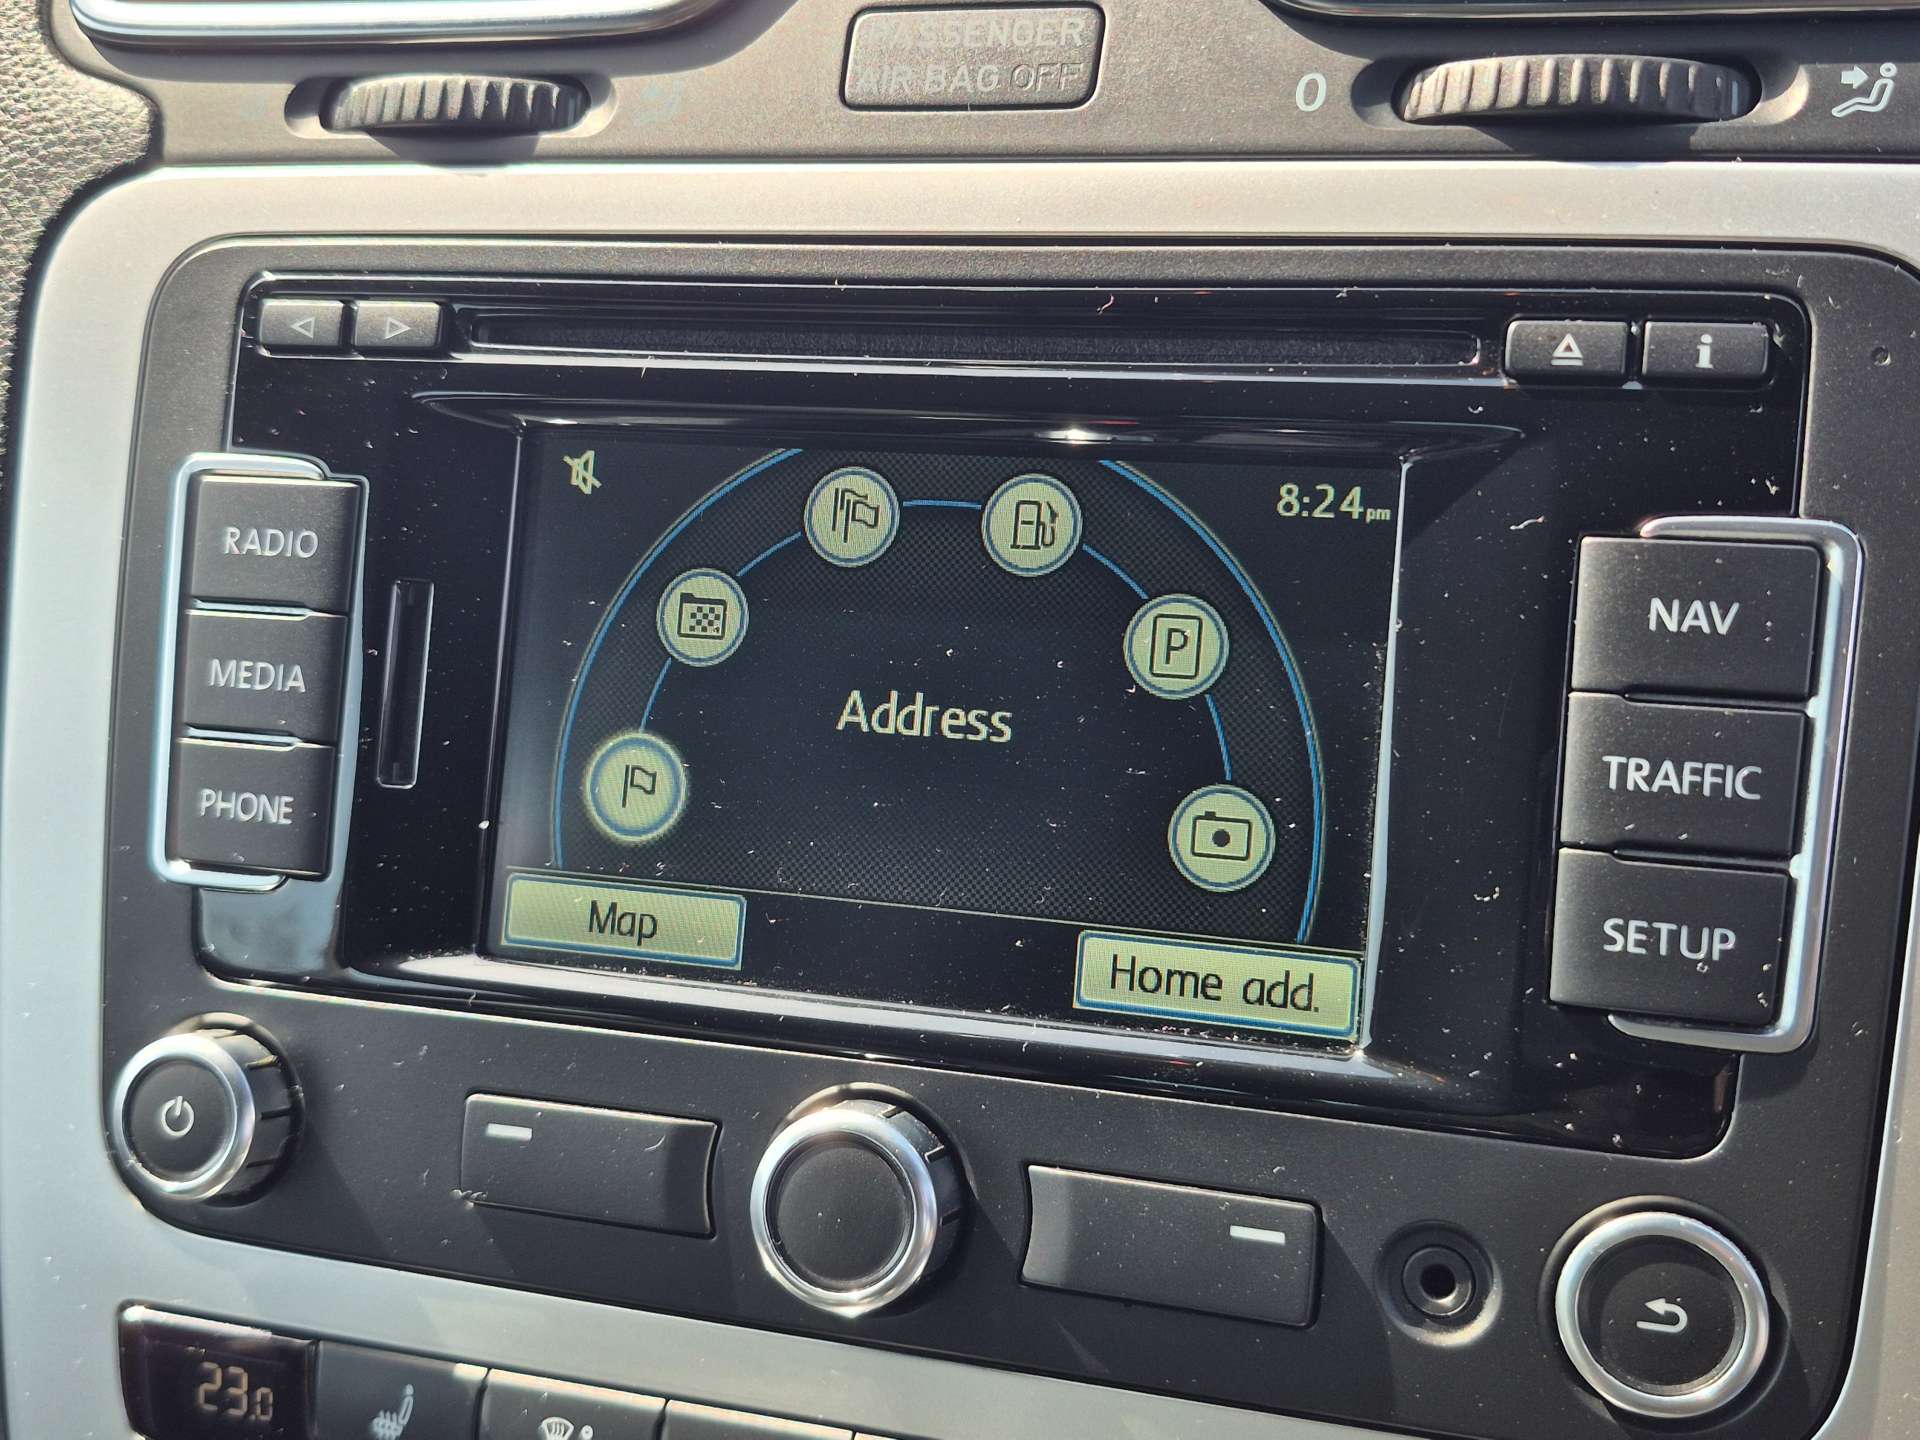 PASSENGER
AIR BAG OFF
0
i
8:24pm
RADIO
MEDIA
PHONE
P
Address
Map
Home add.
NAV
TRAFFIC
SETUP
23.0